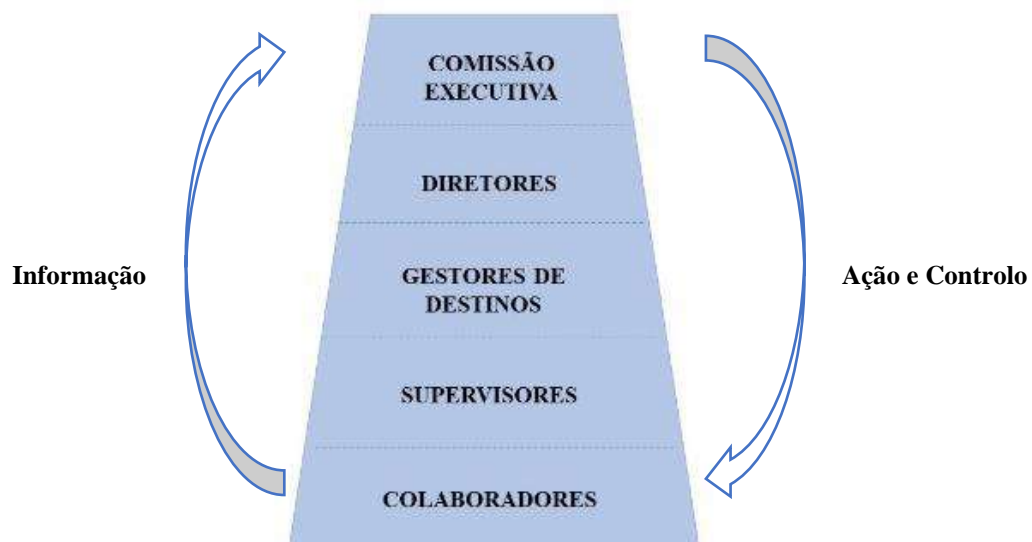 COMISSÃO
EXECUTIVA
DIRETORES
Informação
GESTORES DE
DESTINOS
Ação e Controlo
SUPERVISORES
COLABORADORES